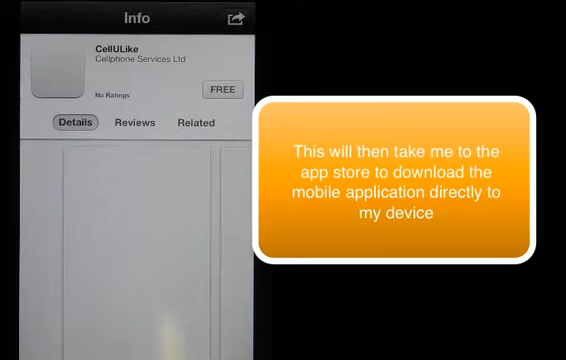 Info
CellULike
Cellphone Services Ltd
No Ratings
FREE
Details
Reviews
Related
This will then take me to the
app store to download the
mobile application directly to
my device